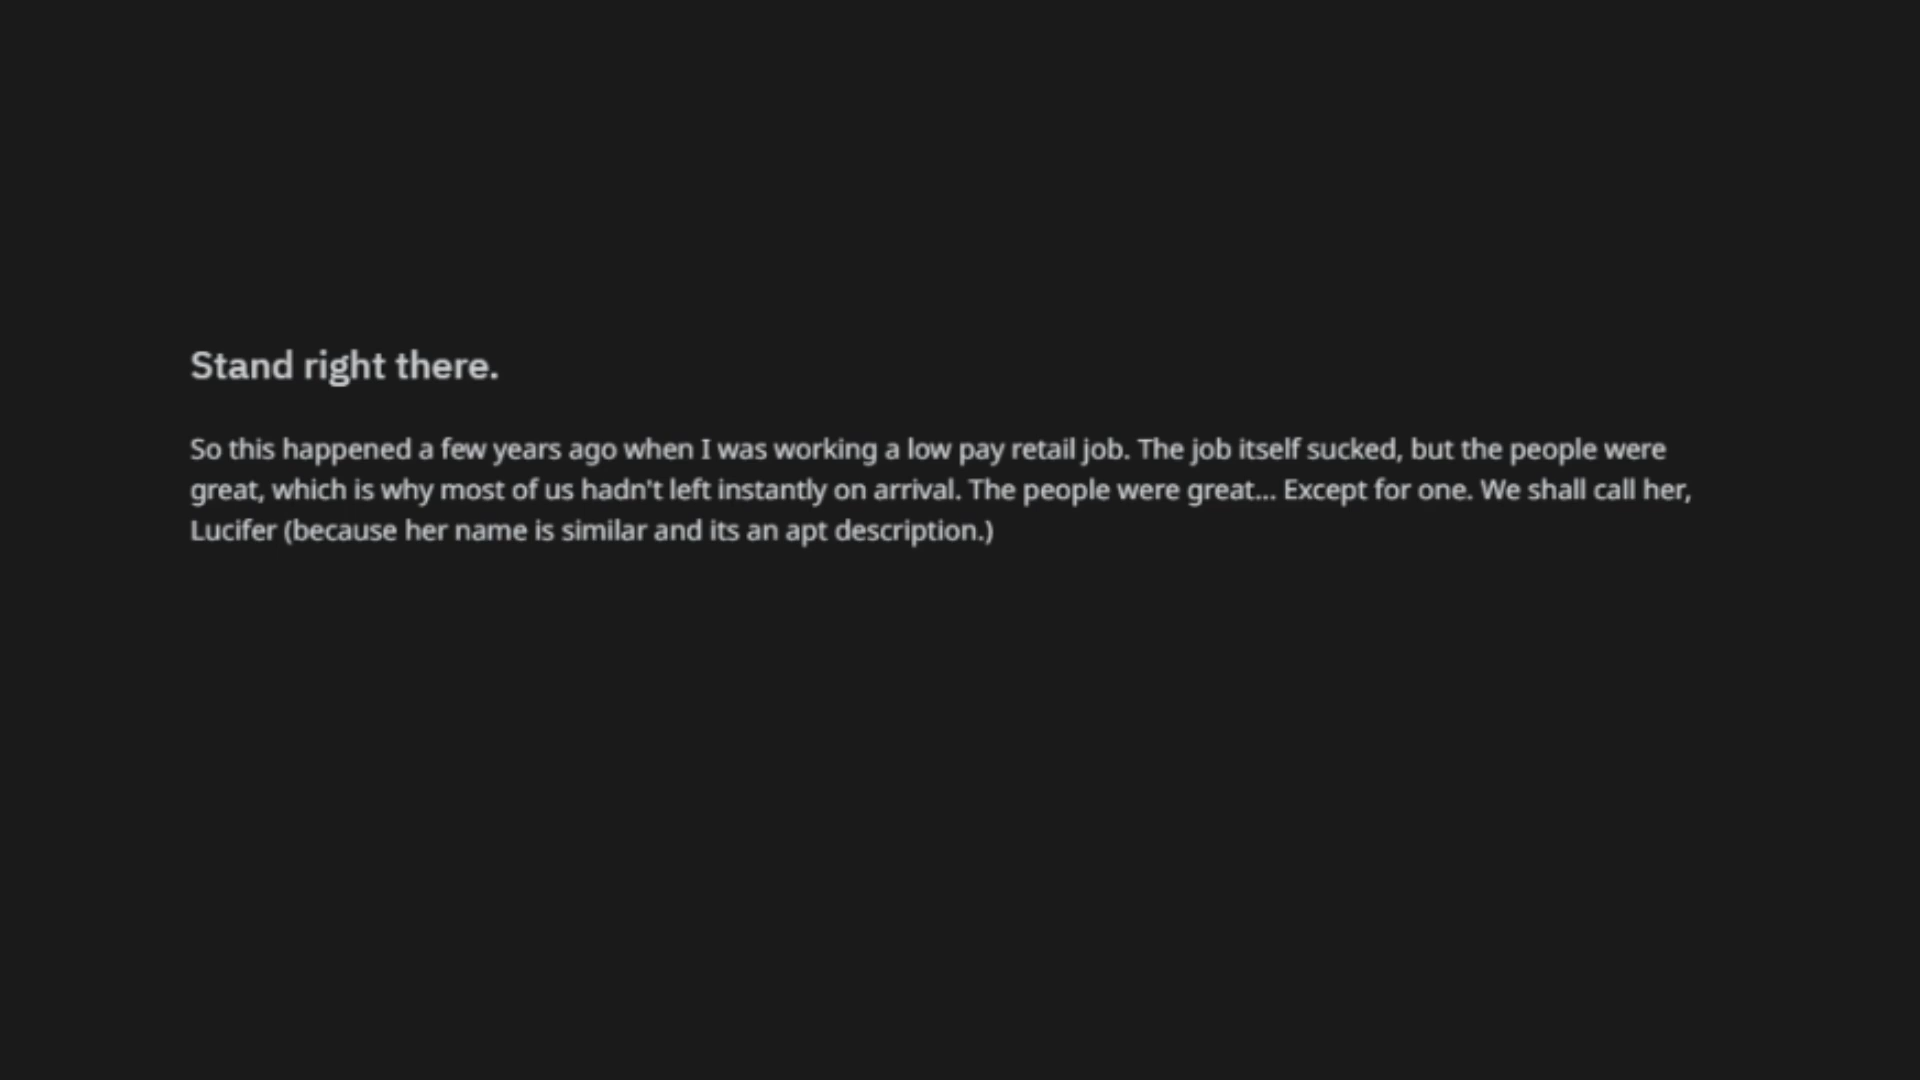 Stand right there.
So this happened a few years ago when I was working a low pay retail job. The job itself sucked, but the people were
great, which is why most of us hadn't left instantly on arrival. The people were great... Except for one. We shall call her,
Lucifer (because her name is similar and its an apt description.)